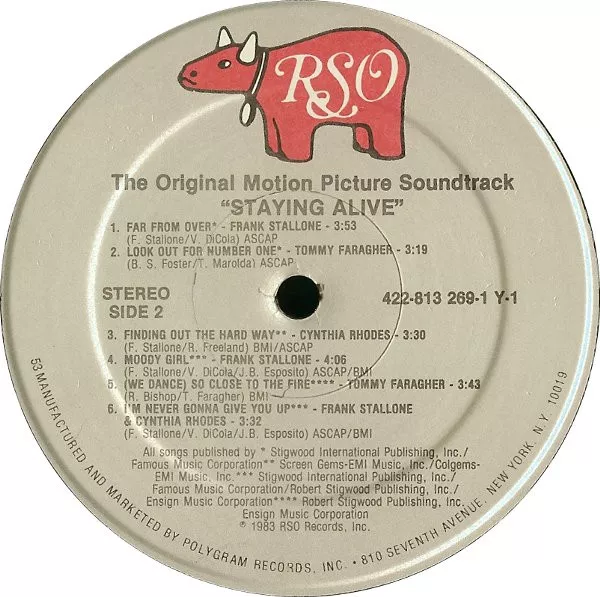 RSO
The Original Motion Picture Soundtrack
"STAYING ALIVE"
1. FAR FROM OVER* - FRANK STALLONE - 3:53
(F. Stallone/V. DiCola) ASCAP
2. LOOK OUT FOR NUMBER ONE* - TOMMY FARAGHER - 3:19
(B. S. Foster/T. Marolda) ASCAP
STEREO
SIDE 2
422-813 269-1 Y-1
3. FINDING OUT THE HARD WAY** - CYNTHIA RHODES - 3:30
(F. Stallone/R. Freeland) BMI/ASCAP
4. MOODY GIRL*** - FRANK STALLONE - 4:06
(F. Stallone/V. DiCola/J.B. Esposito) ASCAP/BMI
5. (WE DANCE) SO CLOSE TO THE FIRE**** - TOMMY FARAGHER - 3:43
(R. Bishop/T. Faragher) BMI
6. I'M NEVER GONNA GIVE YOU UP*** - FRANK STALLONE
& CYNTHIA RHODES - 3:32
(F. Stallone/V. DiCola/J.B. Esposito) ASCAP/BMI
All songs published by * Stigwood International Publishing, Inc./
Famous Music Corporation** Screen Gems-EMI Music, Inc./Colgems-
EMI Music, Inc.*** Stigwood International Publishing, Inc./
Famous Music Corporation/Robert Stigwood Publishing, Inc./
Ensign Music Corporation**** Robert Stigwood Publishing, Inc./
Ensign Music Corporation
℗ 1983 RSO Records, Inc.
53 MANUFACTURED AND MARKETED BY POLYGRAM RECORDS, INC. • 810 SEVENTH AVENUE, NEW YORK, N.Y. 10019